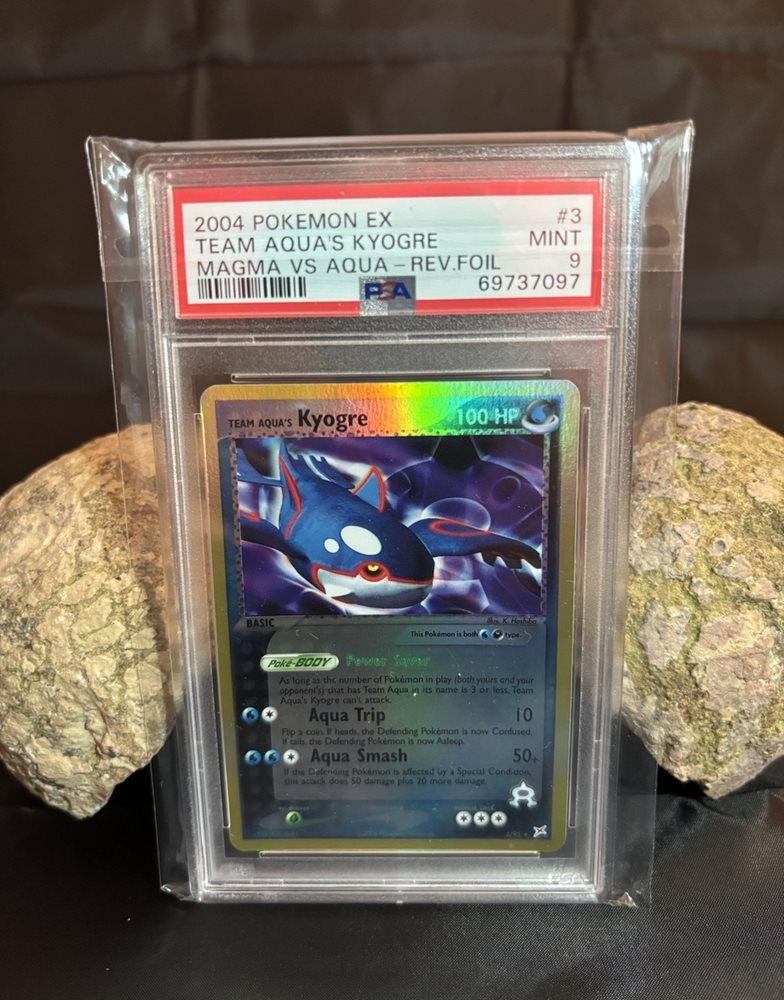 2004 POKEMON EX #3
TEAM AQUA'S KYOGRE MINT
MAGMA VS AQUA-REV.FOIL 9
PSA 69737097
TEAM AQUA'S Kyogre 100 HP
BASIC Illus. K. Hoshiba
This Pokémon is both type.
Poké-BODY Power Saver
As long as the number of Pokémon in play (both yours and your
opponent's) that has Team Aqua in its name is 3 or less, Team
Aqua's Kyogre can't attack.
Aqua Trip 10
Flip a coin. If heads, the Defending Pokémon is now Confused.
If tails, the Defending Pokémon is now Asleep.
Aqua Smash 50+
If the Defending Pokémon is affected by a Special Condition,
this attack does 50 damage plus 20 more damage.